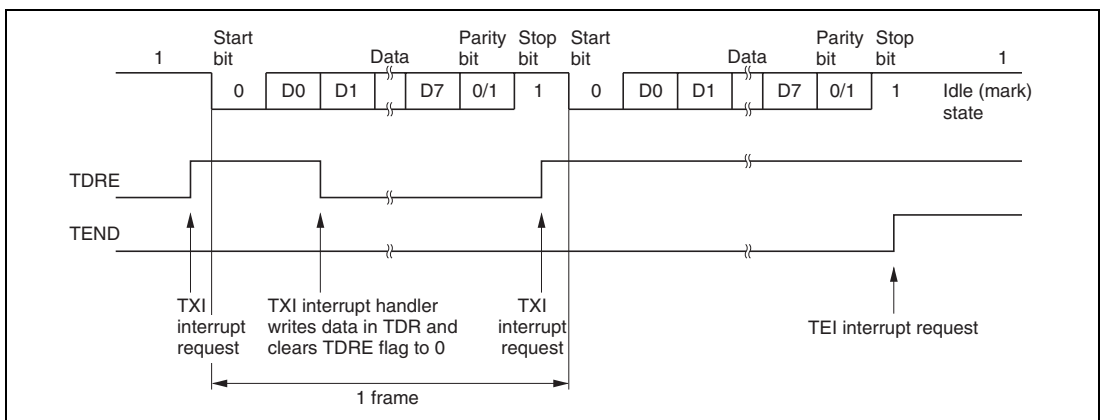 Start Parity Stop Start Parity Stop
1 bit Data bit bit bit Data bit bit 1
0 D0 D1 D7 0/1 1 0 D0 D1 D7 0/1 1 Idle (mark)
state
TDRE
TEND
TXI
interrupt
request
TXI interrupt handler
writes data in TDR and
clears TDRE flag to 0
TXI
interrupt
request
TEI interrupt request
1 frame